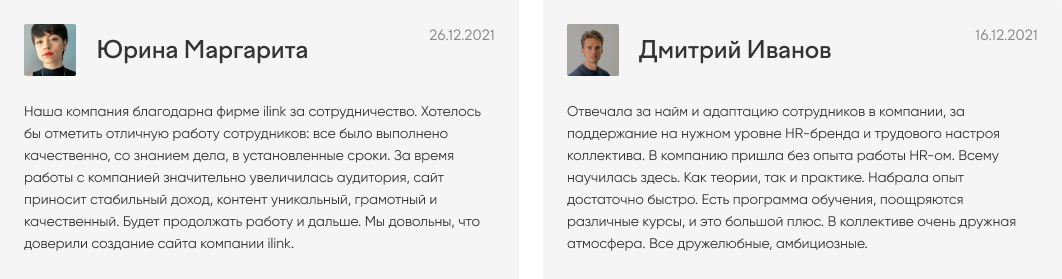 Юрина Маргарита
26.12.2021
Наша компания благодарна фирме ilink за сотрудничество. Хотелось
бы отметить отличную работу сотрудников: все было выполнено
качественно, со знанием дела, в установленные сроки. За время
работы с компанией значительно увеличилась аудитория, сайт
приносит стабильный доход, контент уникальный, грамотный и
качественный. Будет продолжать работу и дальше. Мы довольны, что
доверили создание сайта компании ilink.
Дмитрий Иванов
16.12.2021
Отвечала за найм и адаптацию сотрудников в компании, за
поддержание на нужном уровне HR-бренда и трудового настроя
коллектива. В компанию пришла без опыта работы HR-ом. Всему
научилась здесь. Как теории, так и практике. Набрала опыт
достаточно быстро. Есть программа обучения, поощряются
различные курсы, и это большой плюс. В коллективе очень дружная
атмосфера. Все дружелюбные, амбициозные.